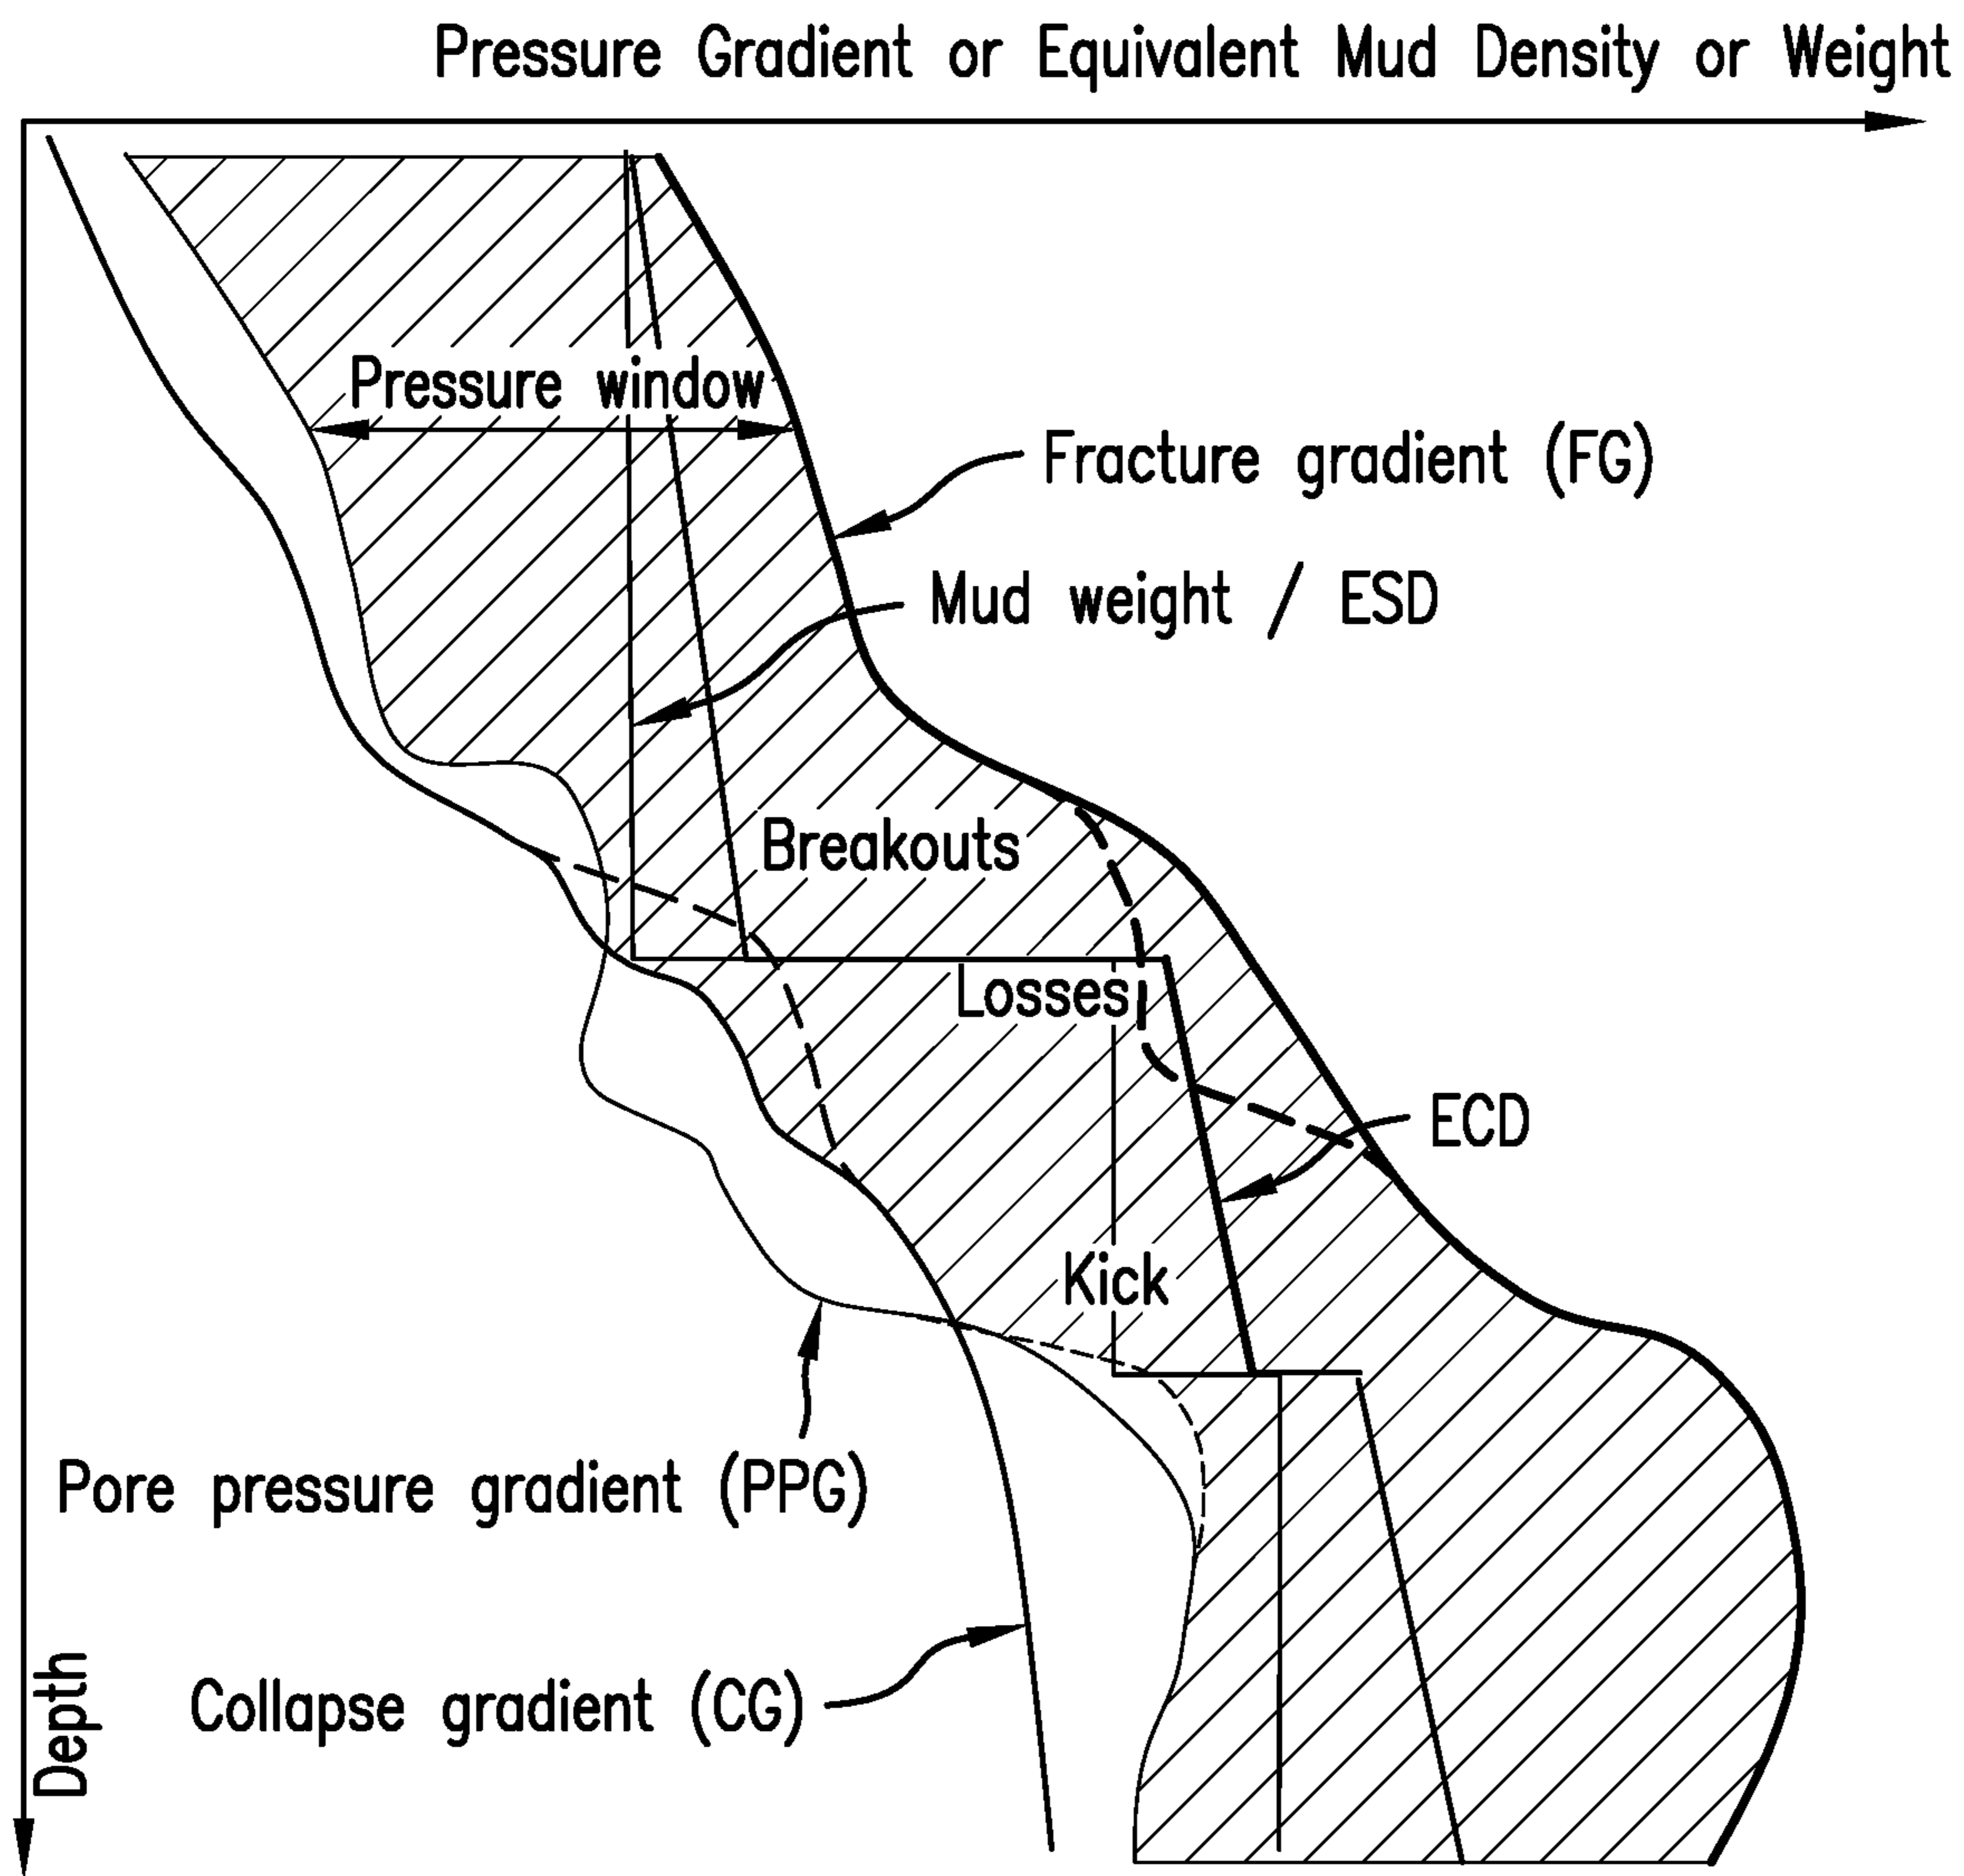 Pressure Gradient or Equivalent Mud Density or Weight
Pressure window
Fracture gradient (FG)
Mud weight / ESD
Breakouts
Losses
ECD
Kick
Pore pressure gradient (PPG)
Collapse gradient (CG)
Depth